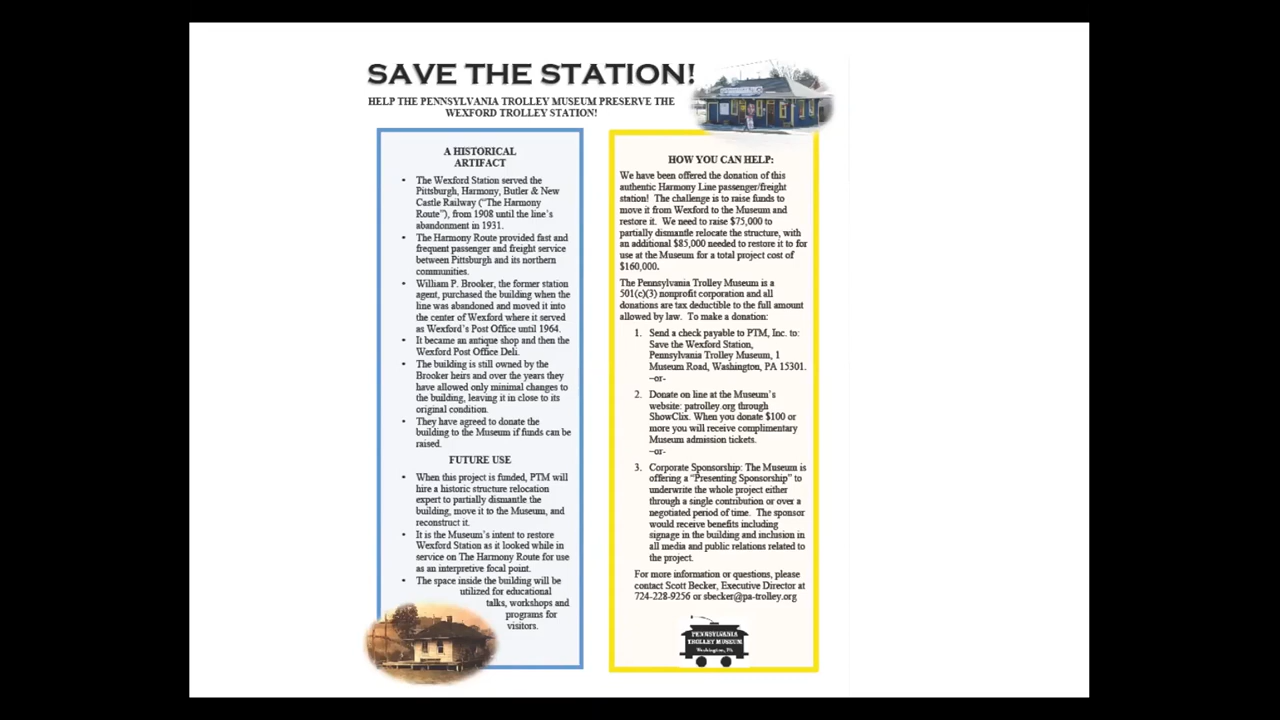 SAVE THE STATION!
HELP THE PENNSYLVANIA TROLLEY MUSEUM PRESERVE THE
WEXFORD TROLLEY STATION!
A HISTORICAL
ARTIFACT
• The Wexford Station served the
Pittsburgh, Harmony, Butler & New
Castle Railway ("The Harmony
Route"), from 1908 until the line's
abandonment in 1931.
• The Harmony Route provided fast and
frequent passenger and freight service
between Pittsburgh and its northern
communities.
• William P. Brooker, the former station
agent, purchased the building when the
line was abandoned and moved it into
the center of Wexford where it served
as Wexford's Post Office until 1964.
• It became an antique shop and then the
Wexford Post Office Deli.
• The building is still owned by the
Brooker heirs and over the years they
have allowed only minimal changes to
the building, leaving it in close to its
original condition.
• They have agreed to donate the
building to the Museum if funds can be
raised.
FUTURE USE
• When this project is funded, PTM will
hire a historic structure relocation
expert to partially dismantle the
building, move it to the Museum, and
reconstruct it.
• It is the Museum's intent to restore
Wexford Station as it looked while in
service on The Harmony Route for use
as an interpretive focal point.
• The space inside the building will be
utilized for educational
talks, workshops and
programs for
visitors.
HOW YOU CAN HELP:
We have been offered the donation of this
authentic Harmony Line passenger/freight
station! The challenge is to raise funds to
move it from Wexford to the Museum and
restore it. We need to raise $75,000 to
partially dismantle relocate the structure, with
an additional $85,000 needed to restore it to for
use at the Museum for a total project cost of
$160,000.
The Pennsylvania Trolley Museum is a
501(c)(3) nonprofit corporation and all
donations are tax deductible to the full amount
allowed by law. To make a donation:
1. Send a check payable to PTM, Inc. to:
Save the Wexford Station,
Pennsylvania Trolley Museum, 1
Museum Road, Washington, PA 15301.
~or-
2. Donate on line at the Museum's
website: patrolley.org through
ShowClix. When you donate $100 or
more you will receive complimentary
Museum admission tickets.
~or-
3. Corporate Sponsorship: The Museum is
offering a "Presenting Sponsorship" to
underwrite the whole project either
through a single contribution or over a
negotiated period of time. The sponsor
would receive benefits including
signage in the building and inclusion in
all media and public relations related to
the project.
For more information or questions, please
contact Scott Becker, Executive Director at
724-228-9256 or sbecker@pa-trolley.org
PENNSYLVANIA
TROLLEY MUSEUM
Washington, PA